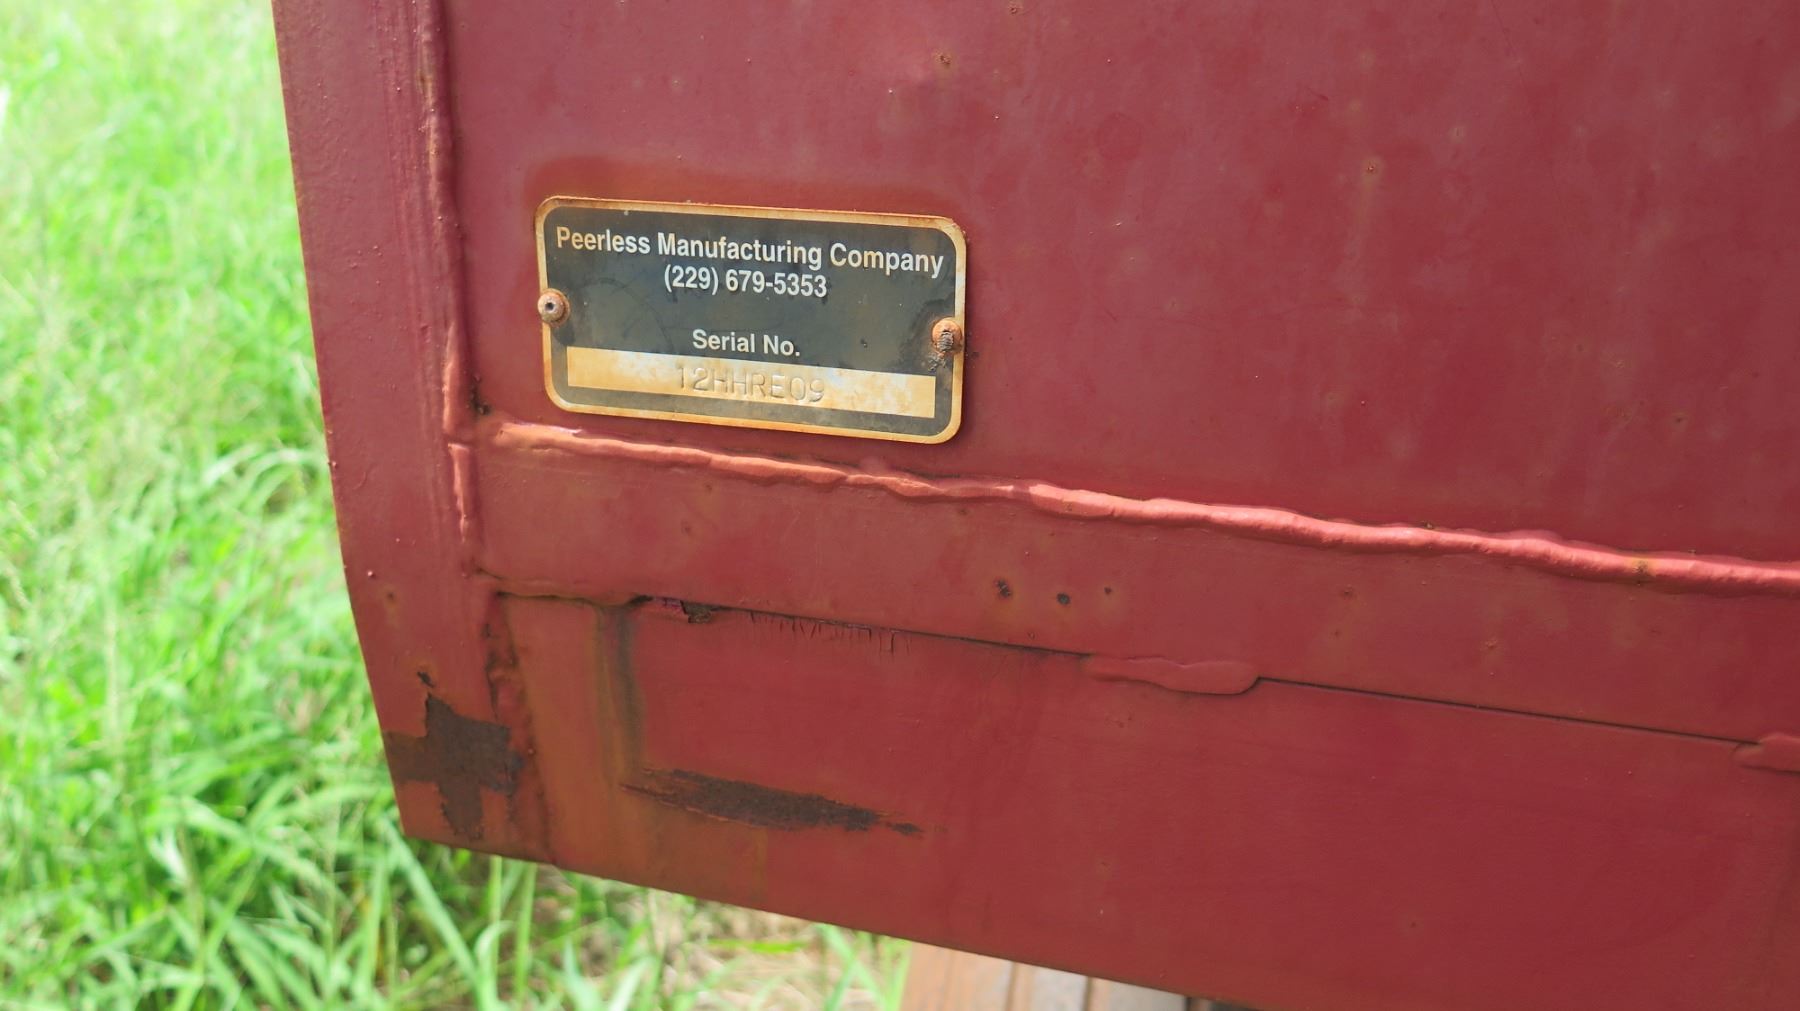 Peerless Manufacturing Company
(229) 679-5353
Serial No.
12HHRE09